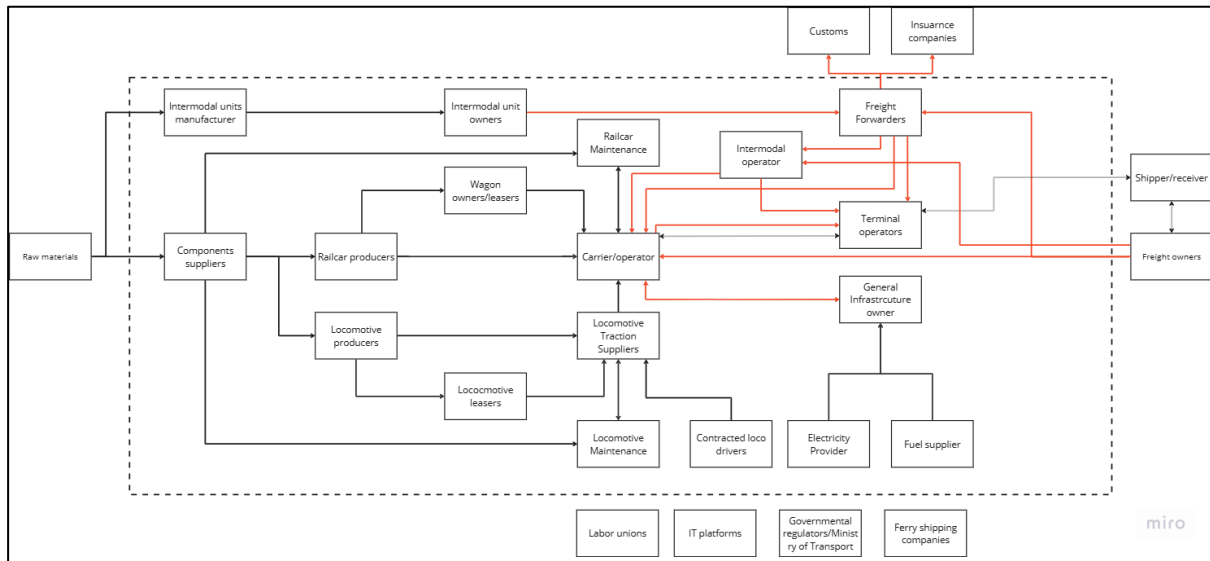 Customs
Insuarnce
companies
Intermodal units
manufacturer
Intermodal unit
owners
Freight
Forwarders
Railcar
Maintenance
Intermodal
operator
Wagon
owners/leasers
Shipper/receiver
Terminal
operators
Raw materials
Components
suppliers
Railcar producers
Carrier/operator
Freight owners
General
Infrastrcuture
owner
Locomotive
producers
Locomotive
Traction
Suppliers
Lococmotive
leasers
Locomotive
Maintenance
Contracted loco
drivers
Electricity
Provider
Fuel supplier
Labor unions
IT platforms
Governmental
regulators/Minist
ry of Transport
Ferry shipping
companies
miro